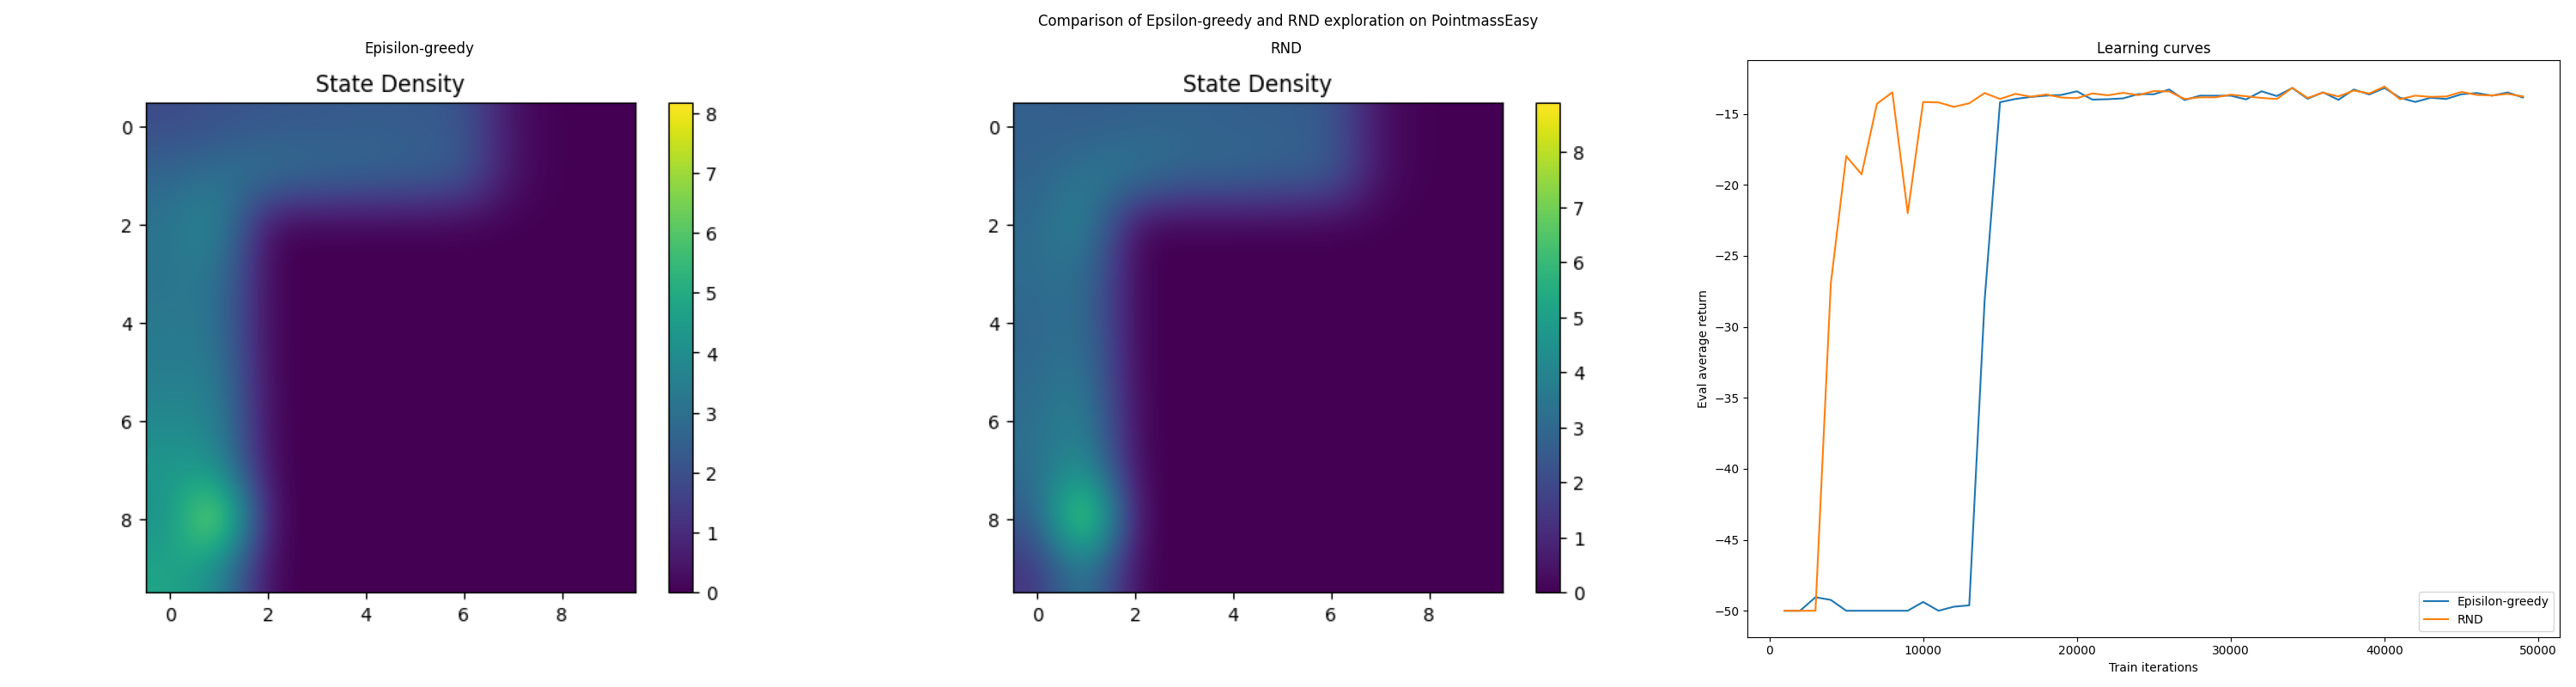 Comparison of Epsilon-greedy and RND exploration on PointmassEasy
Episilon-greedy
State Density
0
2
4
6
8
0 2 4 6 8
8
7
6
5
4
3
2
1
0
RND
State Density
0
2
4
6
8
0 2 4 6 8
8
7
6
5
4
3
2
1
0
Learning curves
Eval average return
−15
−20
−25
−30
−35
−40
−45
−50
0 10000 20000 30000 40000 50000
Train iterations
Episilon-greedy
RND